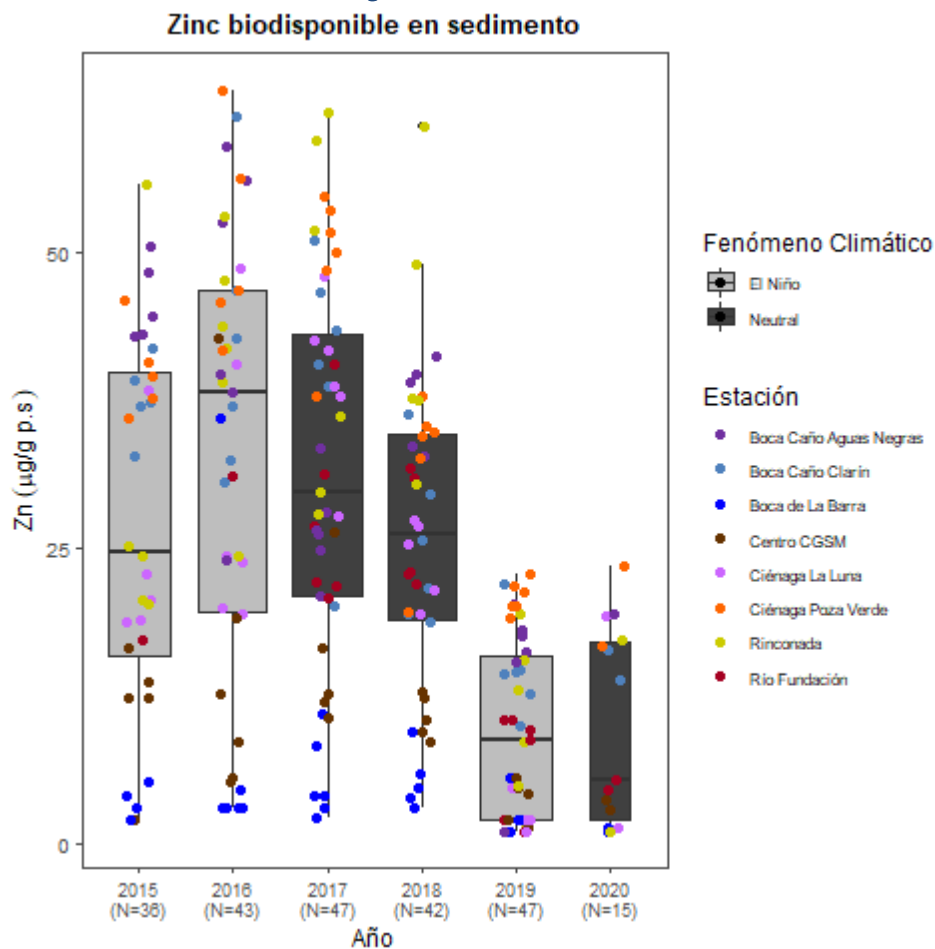 Zinc biodisponible en sedimento
Zn (µg/g p.s)
50
25
0
2015 2016 2017 2018 2019 2020
(N=36) (N=43) (N=47) (N=42) (N=47) (N=15)
Año
Fenómeno Climático
El Niño
Neutral
Estación
Boca Caño Aguas Negras
Boca Caño Clarín
Boca de La Barra
Centro CGSM
Ciénaga La Luna
Ciénaga Poza Verde
Rinconada
Río Fundación